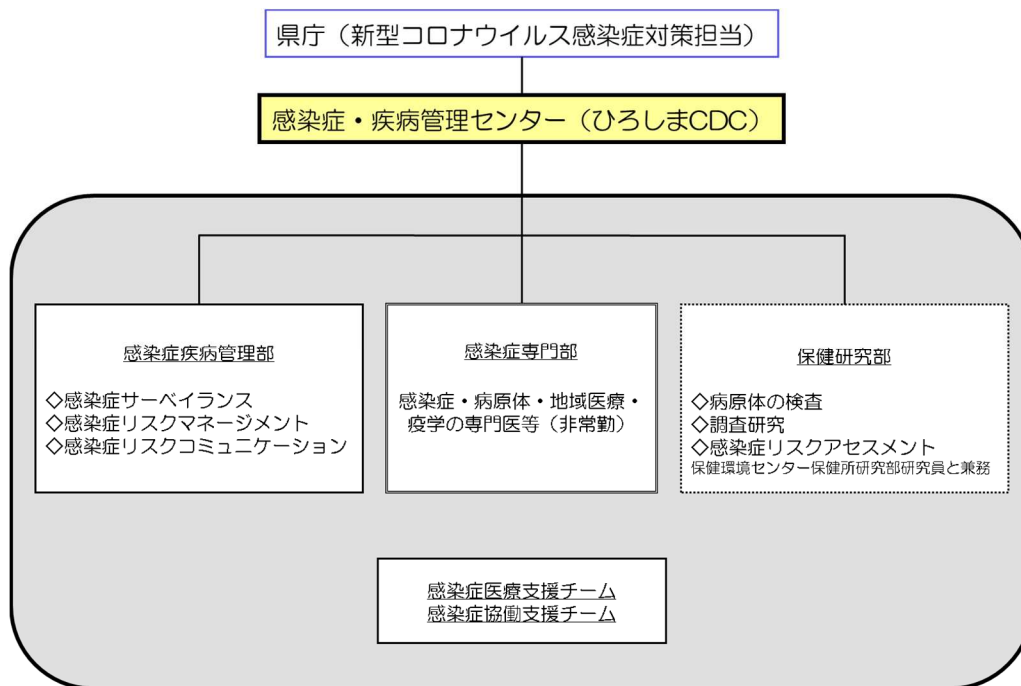 県庁（新型コロナウイルス感染症対策担当）
感染症・疾病管理センター（ひろしまCDC）
感染症疾病管理部
◇感染症サーベイランス
◇感染症リスクマネージメント
◇感染症リスクコミュニケーション
感染症専門部
感染症・病原体・地域医療・
疫学の専門医等（非常勤）
保健研究部
◇病原体の検査
◇調査研究
◇感染症リスクアセスメント
保健環境センター保健所研究部研究員と兼務
感染症医療支援チーム
感染症協働支援チーム